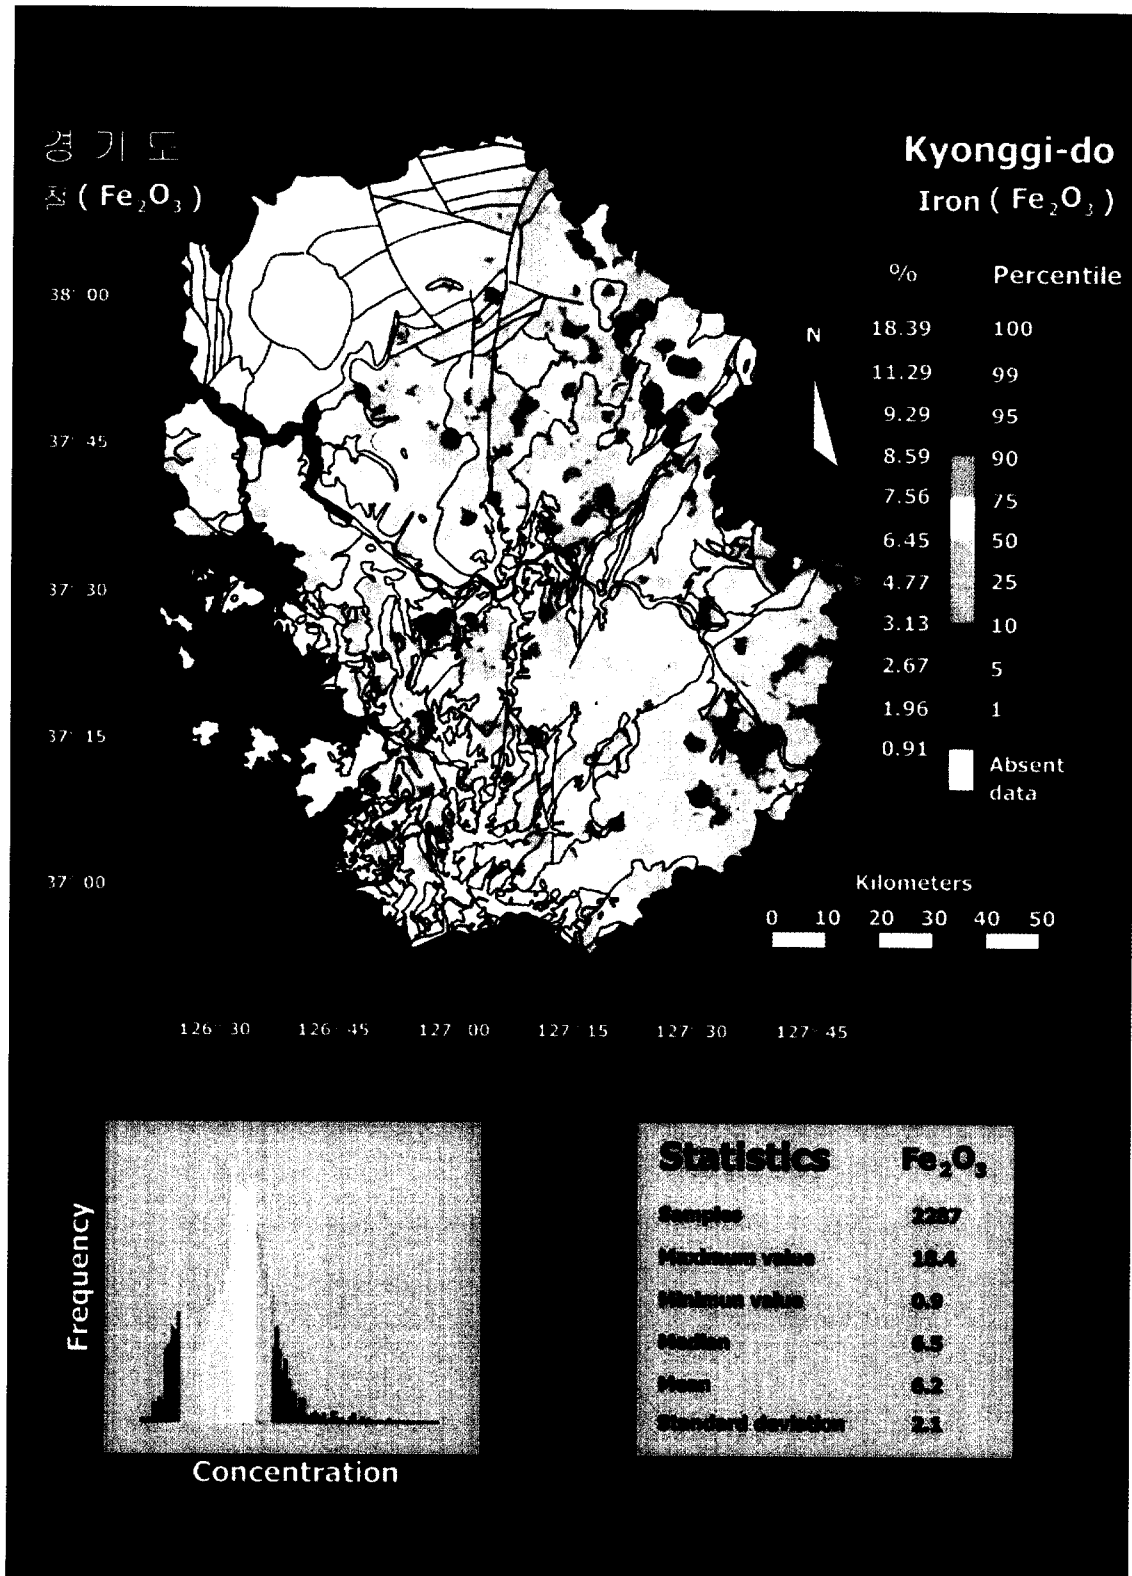 경 기 도
철 ( Fe₂O₃ )
Kyonggi-do
Iron ( Fe₂O₃ )
% Percentile
18.39 100
11.29 99
9.29 95
8.59 90
7.56 75
6.45 50
4.77 25
3.13 10
2.67 5
1.96 1
0.91
Absent
data
N
38° 00
37° 45
37° 30
37° 15
37° 00
Kilometers
0 10 20 30 40 50
126° 30 126° 45 127° 00 127° 15 127° 30 127° 45
Frequency
Concentration
Statistics Fe₂O₃
Samples 2287
Maximum value 18.4
Minimun value 0.9
Median 6.5
Mean 6.2
Standard deviation 2.1